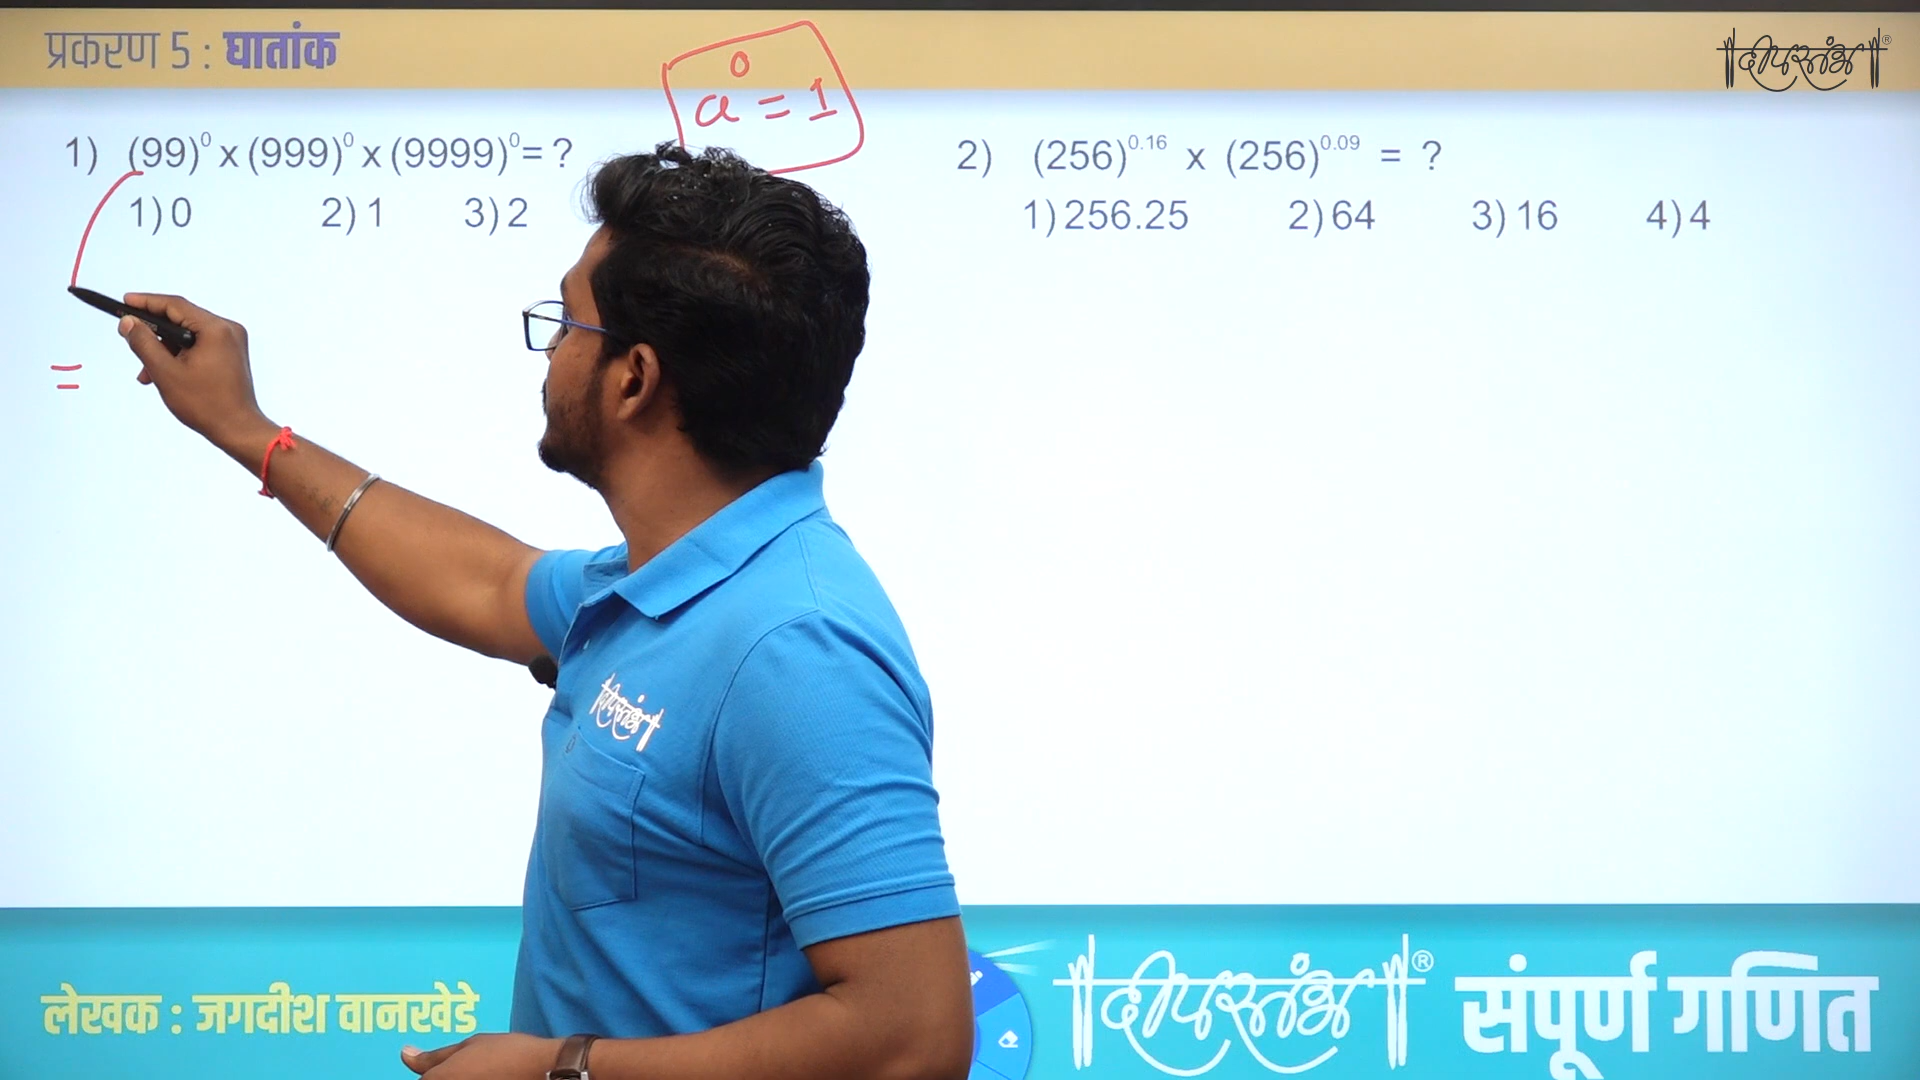 प्रकरण 5 : घातांक
दीपस्तंभ®
a⁰ = 1
1) (99)⁰ x (999)⁰ x (9999)⁰ = ?
1) 0 2) 1 3) 2
=
2) (256)⁰·¹⁶ x (256)⁰·⁰⁹ = ?
1) 256.25 2) 64 3) 16 4) 4
दीपस्तंभ
लेखक : जगदीश वानखेडे
दीपस्तंभ® संपूर्ण गणित